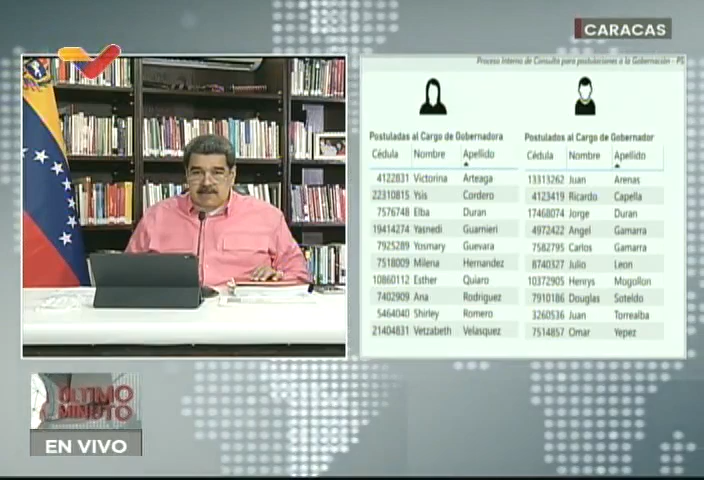 CARACAS
Proceso Interno de Consulta para postulaciones a la Gobernación - PS
Postuladas al Cargo de Gobernadora
Cédula Nombre Apellido
4122831 Victorina Arteaga
22310815 Ysis Cordero
7576748 Elba Duran
19414274 Yasnedi Guarnieri
7925289 Yosmary Guevara
7518009 Milena Hernandez
10860112 Esther Quiaro
7402909 Ana Rodriguez
5464040 Shirley Romero
21404831 Vetzabeth Velasquez
Postulados al Cargo de Gobernador
Cédula Nombre Apellido
13313262 Juan Arenas
4123419 Ricardo Capella
17468074 Jorge Duran
4972422 Angel Gamarra
7582795 Carlos Gamarra
8740327 Julio Leon
10372905 Henrys Mogollon
7910186 Douglas Soteldo
3260536 Juan Torrealba
7514857 Omar Yepez
ÚLTIMO
MINUTO
EN VIVO